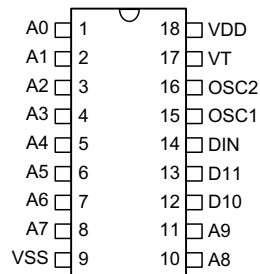 A0 1 18 VDD
A1 2 17 VT
A2 3 16 OSC2
A3 4 15 OSC1
A4 5 14 DIN
A5 6 13 D11
A6 7 12 D10
A7 8 11 A9
VSS 9 10 A8